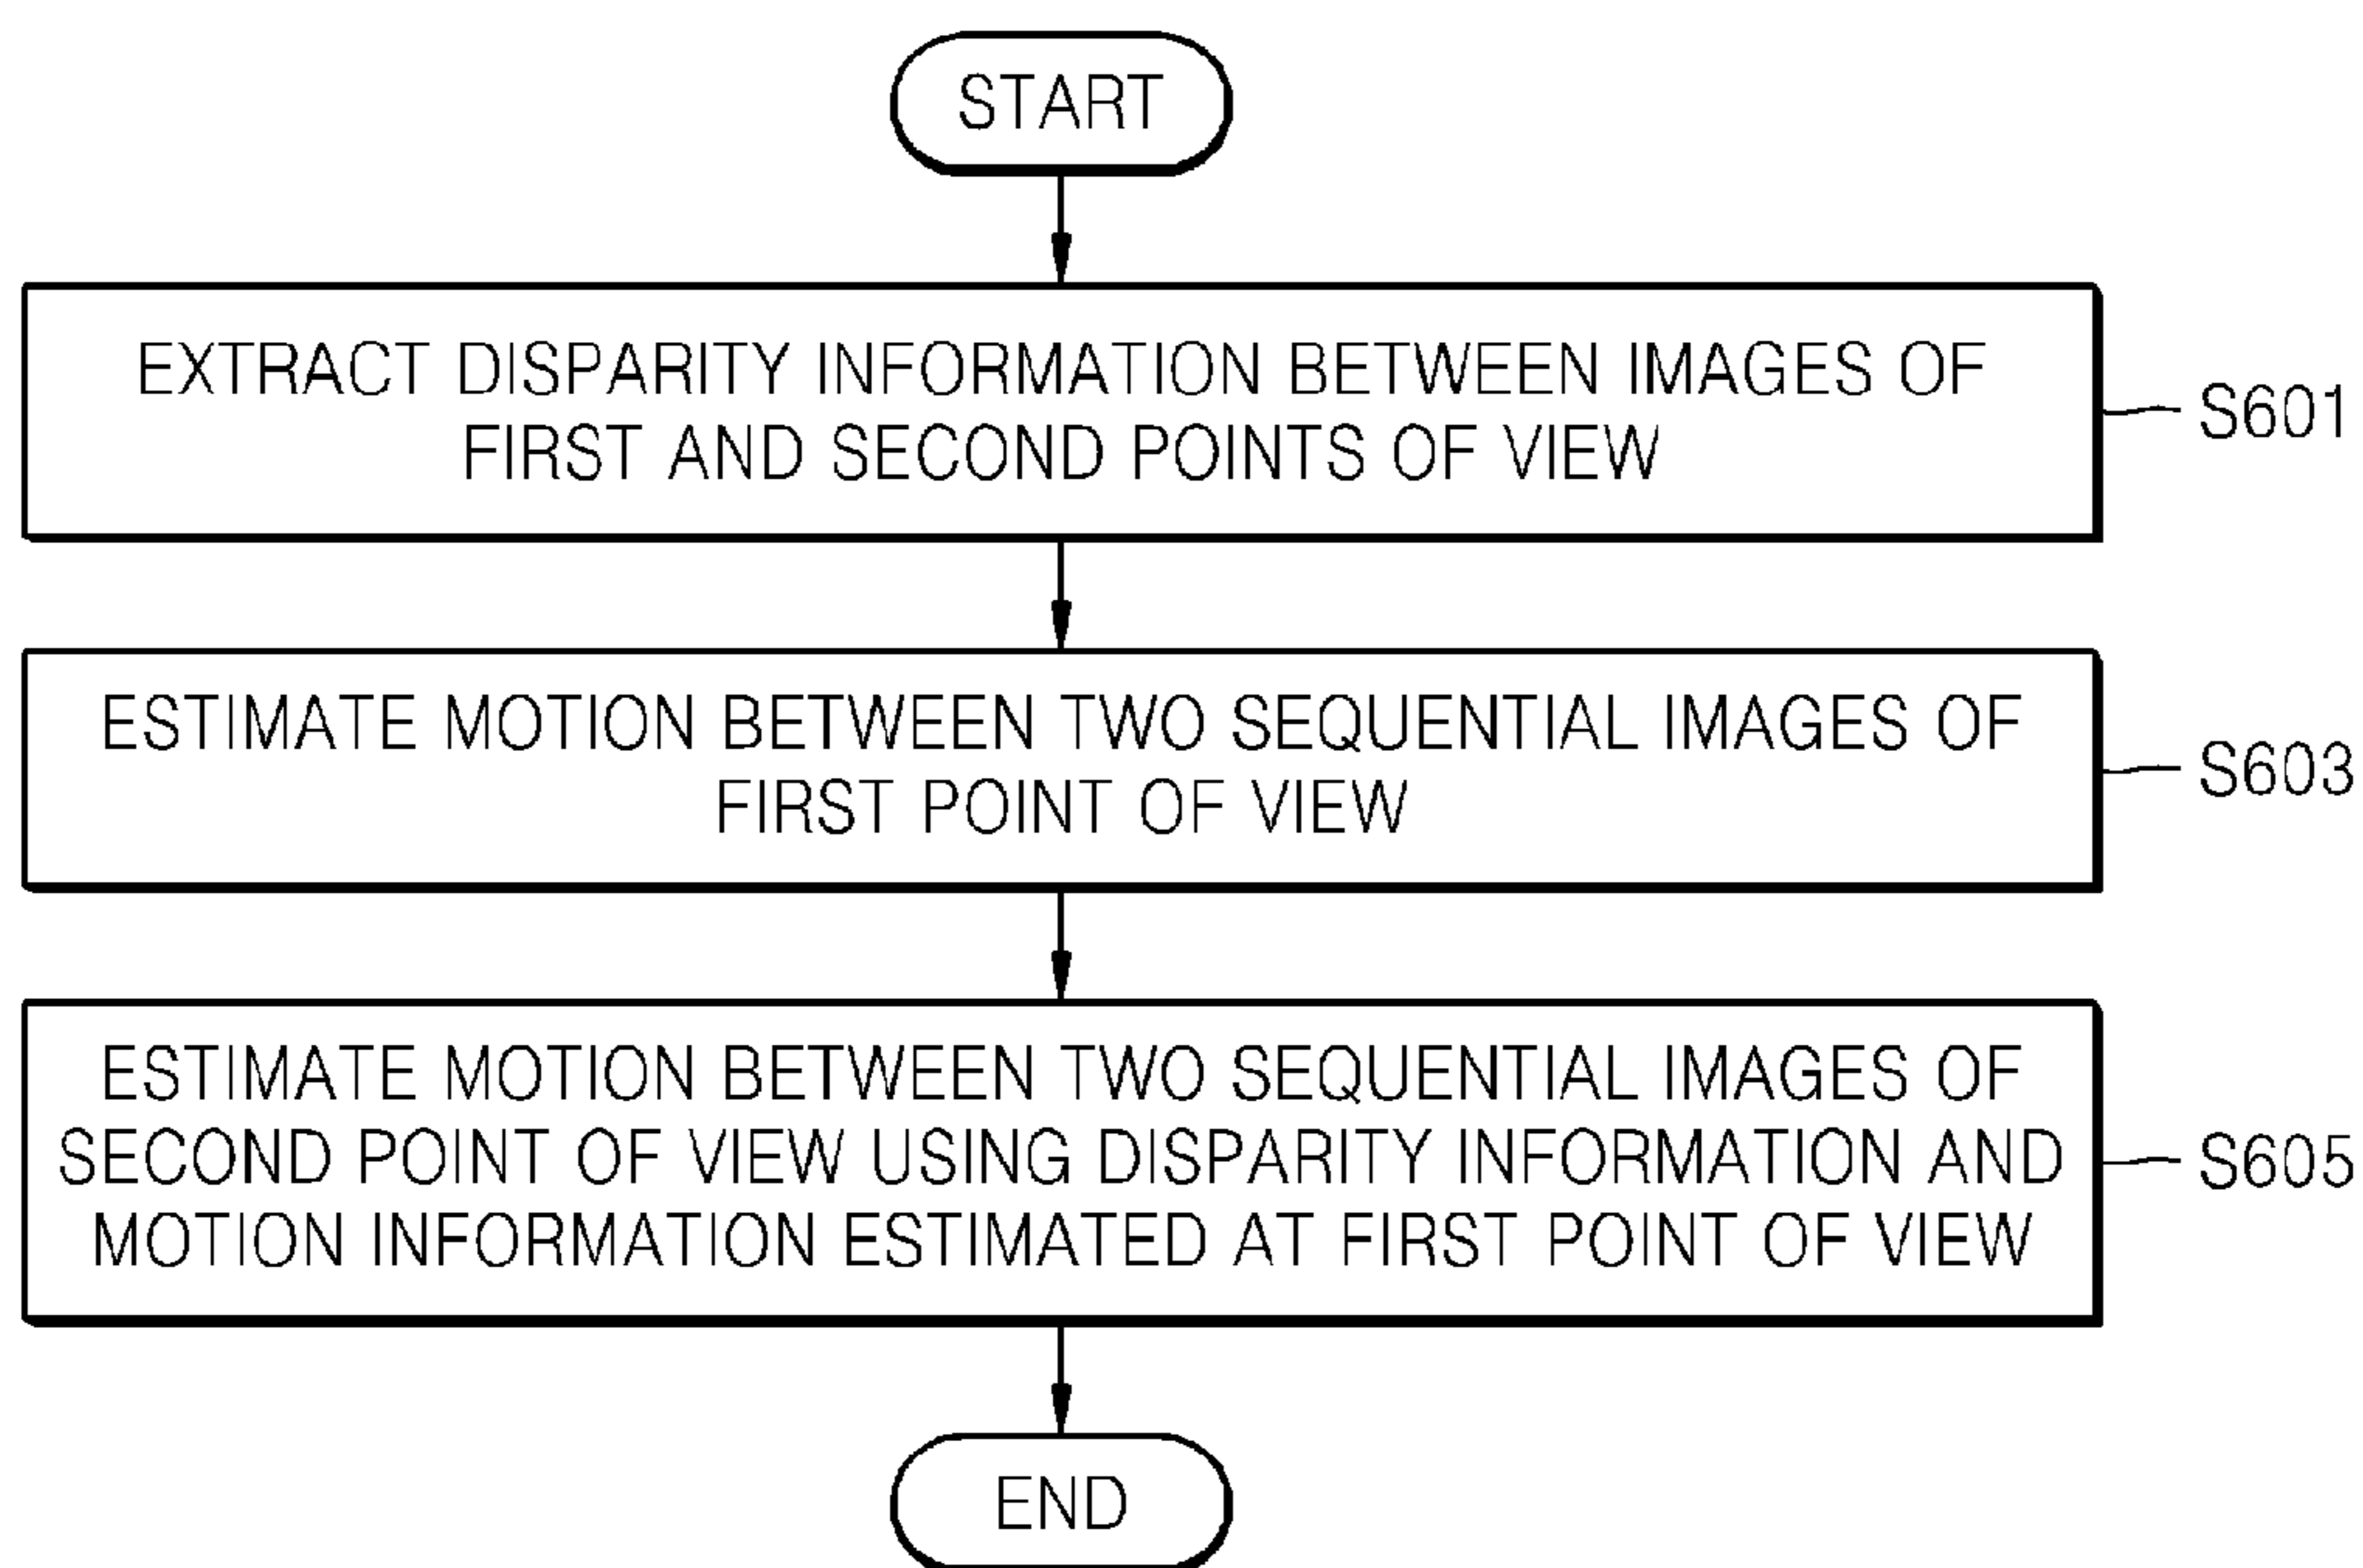 START
EXTRACT DISPARITY INFORMATION BETWEEN IMAGES OF
FIRST AND SECOND POINTS OF VIEW
S601
ESTIMATE MOTION BETWEEN TWO SEQUENTIAL IMAGES OF
FIRST POINT OF VIEW
S603
ESTIMATE MOTION BETWEEN TWO SEQUENTIAL IMAGES OF
SECOND POINT OF VIEW USING DISPARITY INFORMATION AND
MOTION INFORMATION ESTIMATED AT FIRST POINT OF VIEW
S605
END